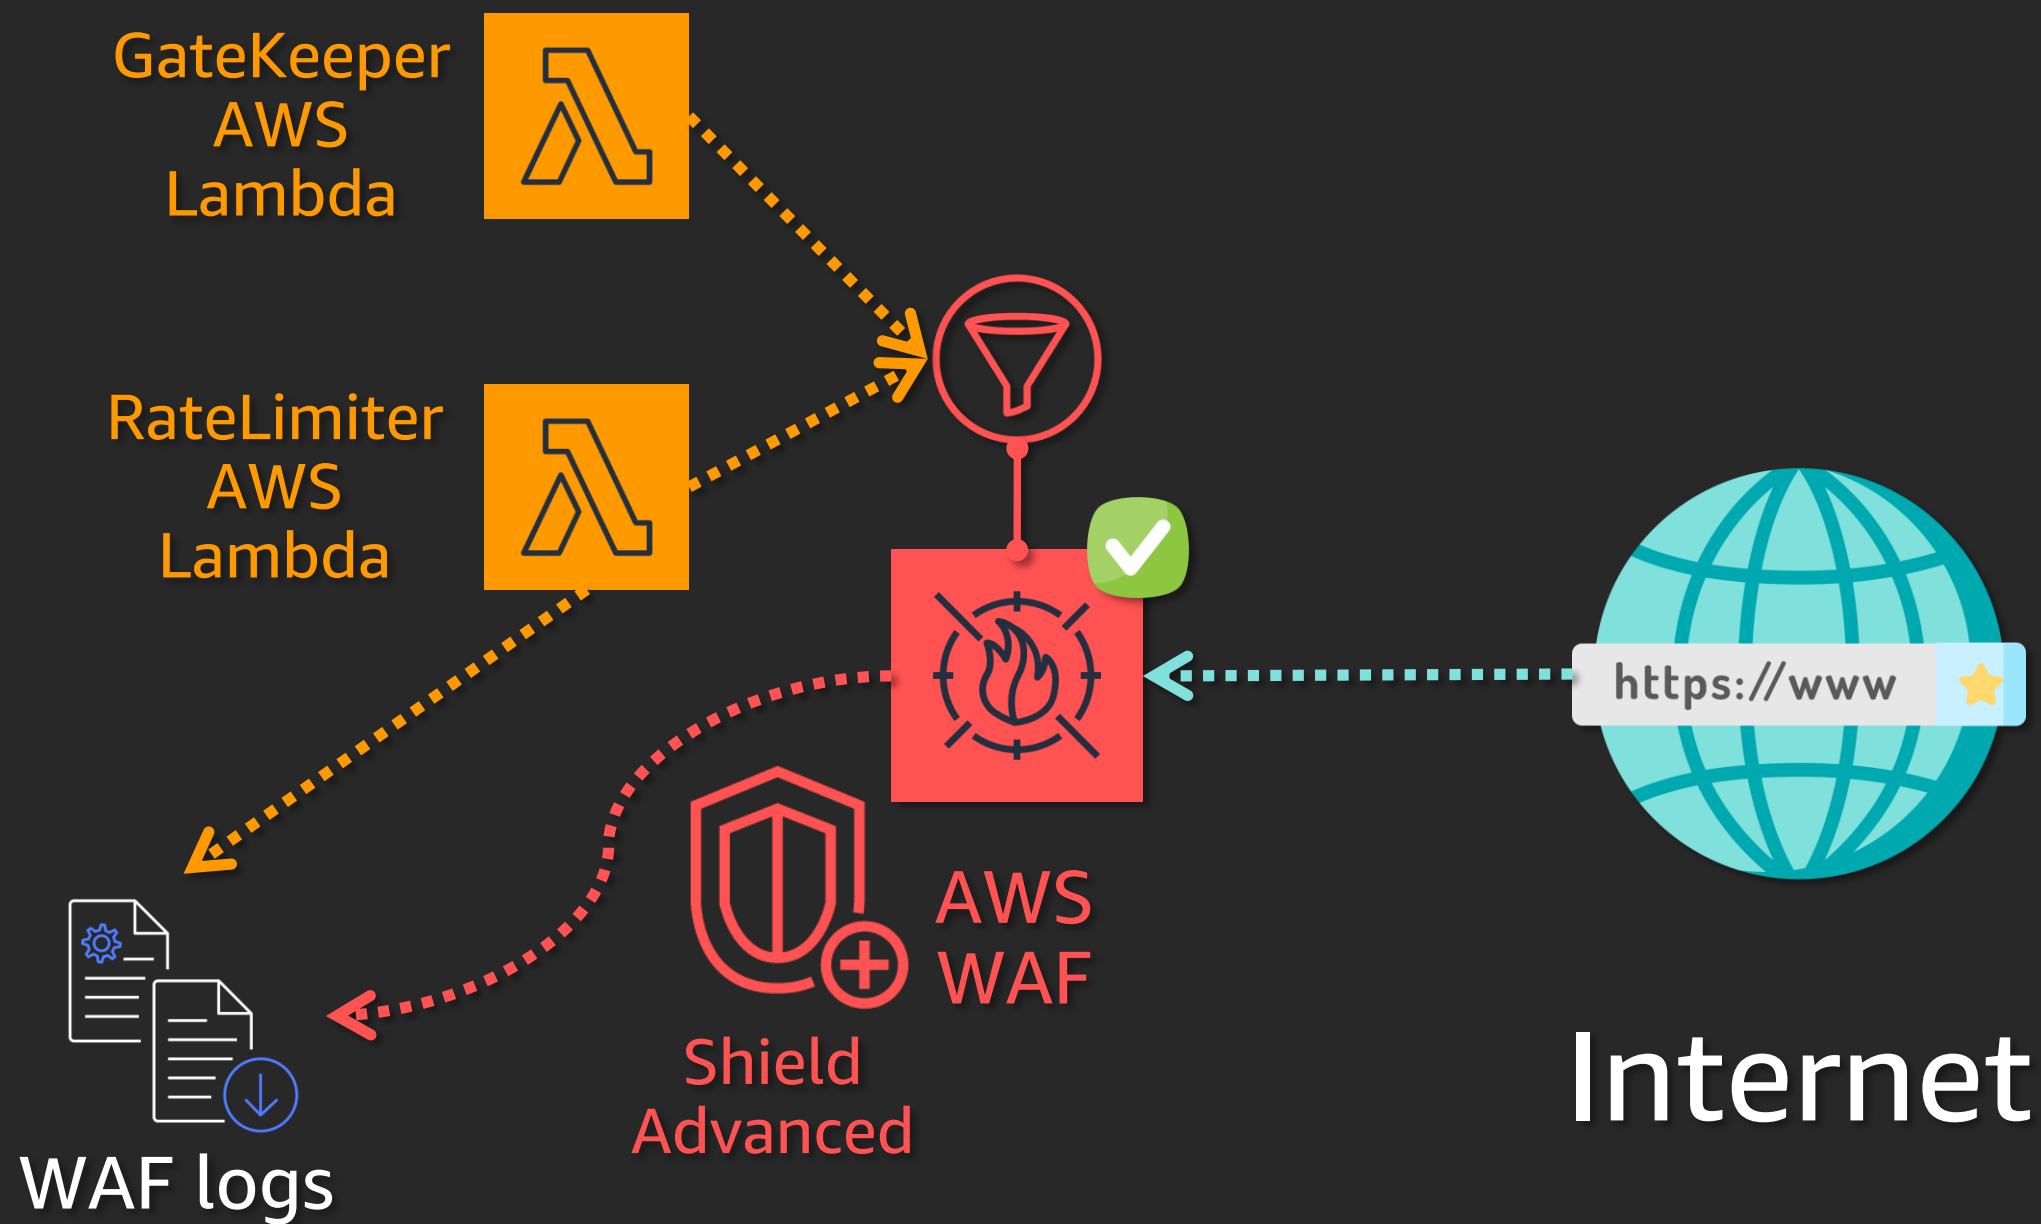 GateKeeper
AWS
Lambda
RateLimiter
AWS
Lambda
https://www
AWS
WAF
Shield
Advanced
Internet
WAF logs